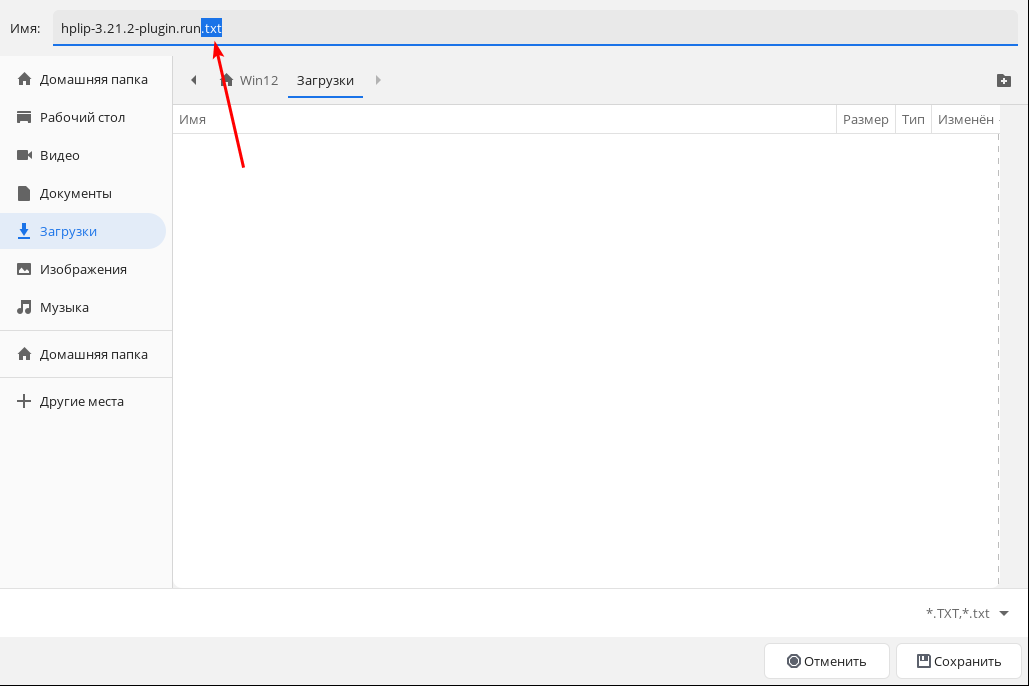 Имя: hplip-3.21.2-plugin.run.txt
Win12 Загрузки
Имя Размер Тип Изменён
Домашняя папка
Рабочий стол
Видео
Документы
Загрузки
Изображения
Музыка
Домашняя папка
Другие места
*.TXT,*.txt
Отменить Сохранить